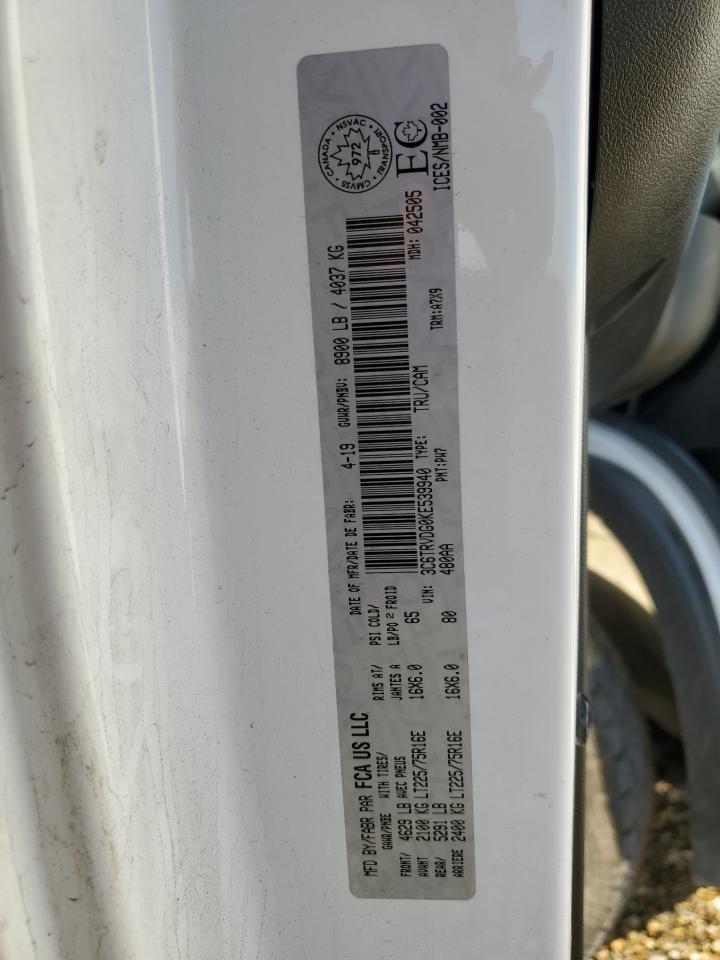 MFD BY/FABR PAR FCA US LLC
DATE OF MFR/DATE DE FABR: 4-19
GVWR/PNBV: 8900 LB / 4037 KG
GAWR/PNBE WITH TIRES/ RIMS AT/ PSI COLD/
AVEC PNEUS JANTES A LB/PO 2 FROID
FRONT/ 4629 LB
AVANT 2100 KG LT225/75R16E 16X6.0 65
REAR/ 5291 LB
ARRIERE 2400 KG LT225/75R16E 16X6.0 80
VIN: 3C6TRVDG0KE539940 TYPE: TRU/CAM MDH: 042505
480AA PNT:PW7 TRM:A7X9
CANADA NSVAC TRANSPORT CMVSS
972
EC
ICES/NMB-002